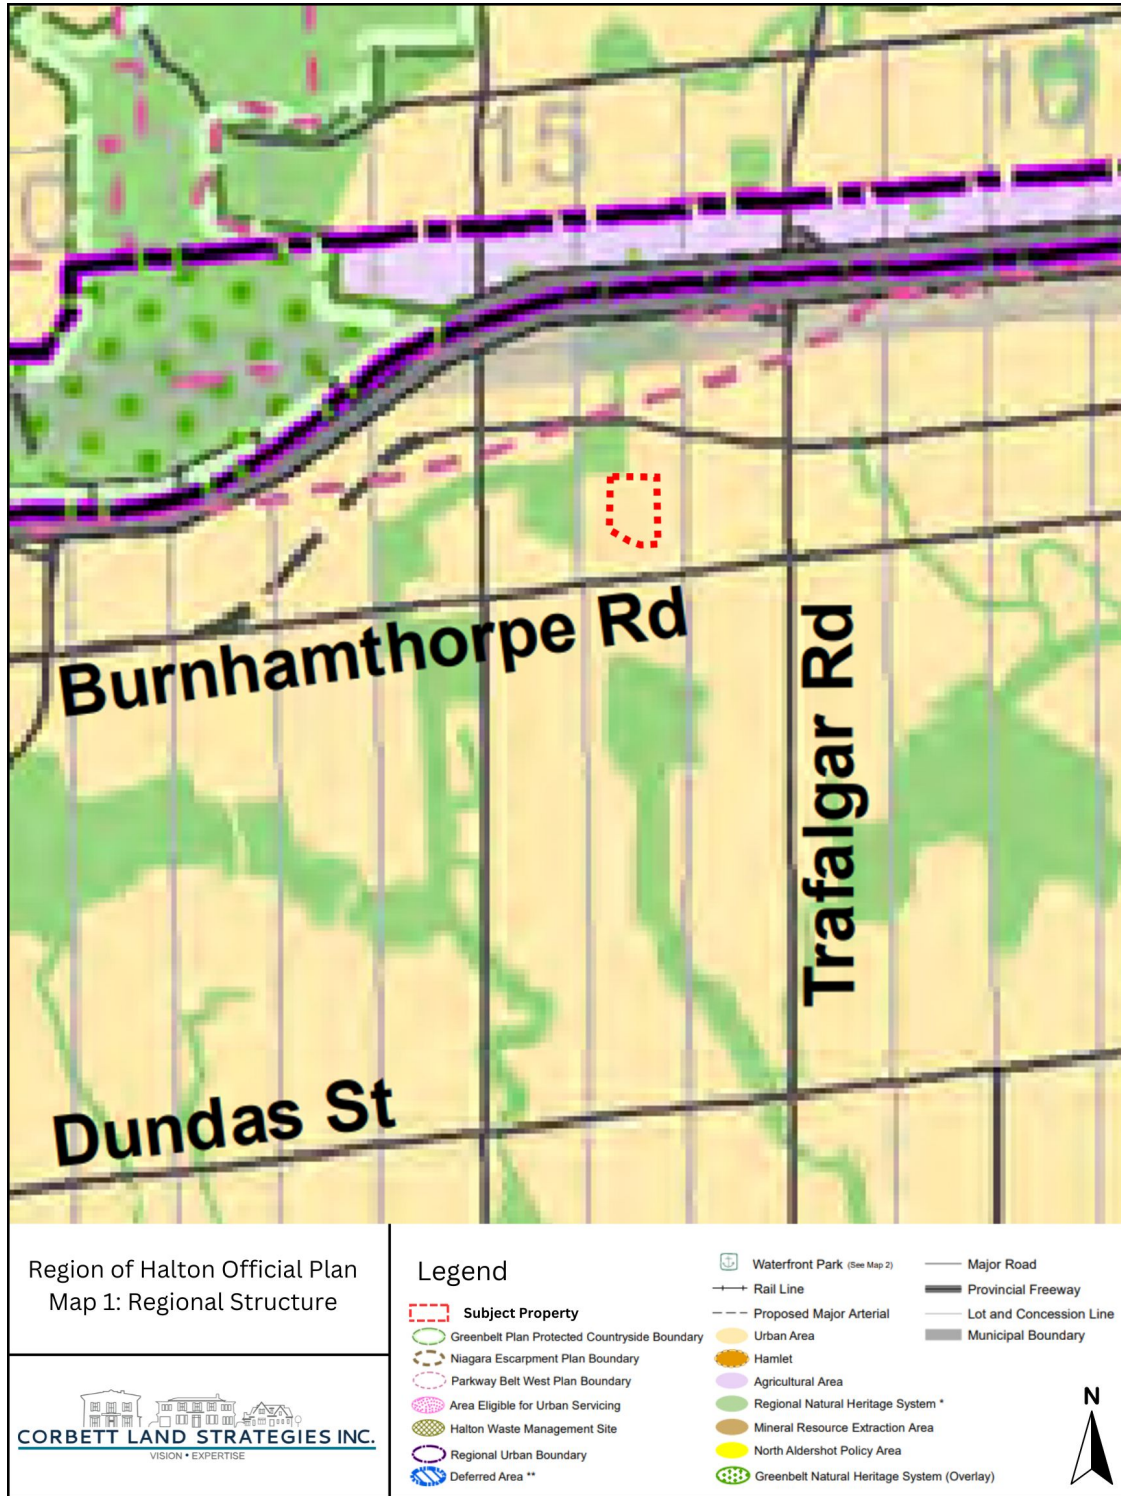 15
Burnhamthorpe Rd
Trafalgar Rd
Dundas St
Region of Halton Official Plan
Map 1: Regional Structure
CORBETT LAND STRATEGIES INC.
VISION • EXPERTISE
Legend
Subject Property
Greenbelt Plan Protected Countryside Boundary
Niagara Escarpment Plan Boundary
Parkway Belt West Plan Boundary
Area Eligible for Urban Servicing
Halton Waste Management Site
Regional Urban Boundary
Deferred Area **
Waterfront Park (See Map 2)
Rail Line
Proposed Major Arterial
Urban Area
Hamlet
Agricultural Area
Regional Natural Heritage System *
Mineral Resource Extraction Area
North Aldershot Policy Area
Greenbelt Natural Heritage System (Overlay)
Major Road
Provincial Freeway
Lot and Concession Line
Municipal Boundary
N